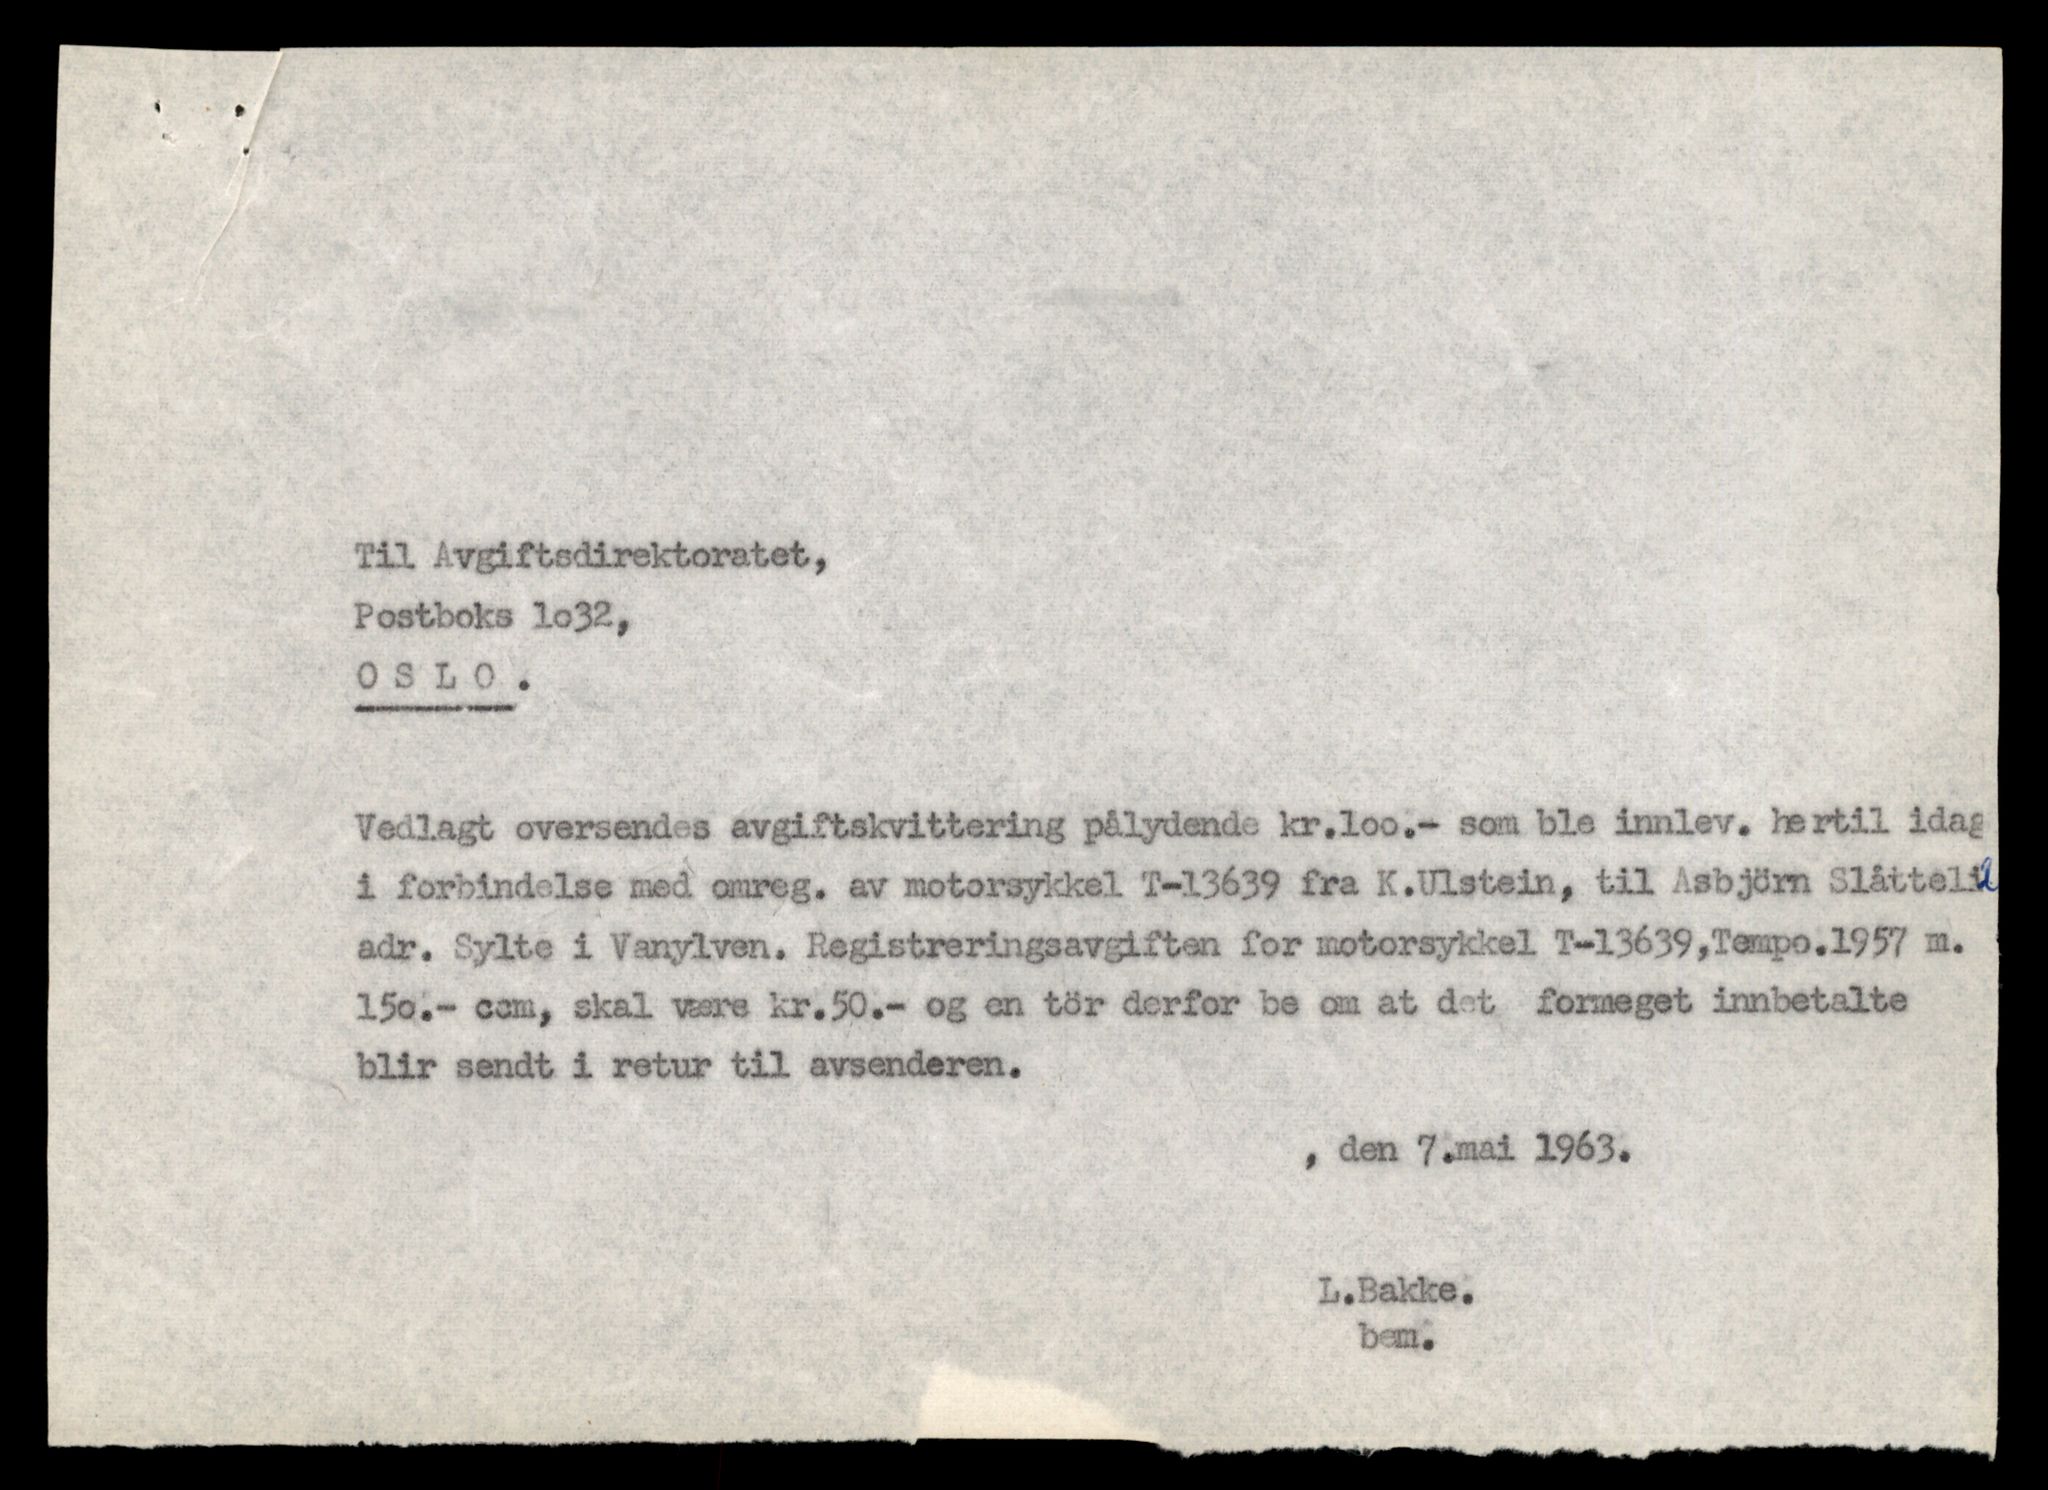 Til Avgiftsdirektoratet,
Postboks lo32,
O S L O .
Vedlagt oversendes avgiftskvittering pålydende kr.loo.- som ble innlev. hertil idag
i forbindelse med omreg. av motorsykkel T-13639 fra K.Ulstein, til Asbjörn Slåtteli
adr. Sylte i Vanylven. Registreringsavgiften for motorsykkel T-13639,Tempo.1957 m.
15o.- ccm, skal være kr.50.- og en tör derfor be om at det formeget innbetalte
blir sendt i retur til avsenderen.
, den 7.mai 1963.
L.Bakke.
bem.